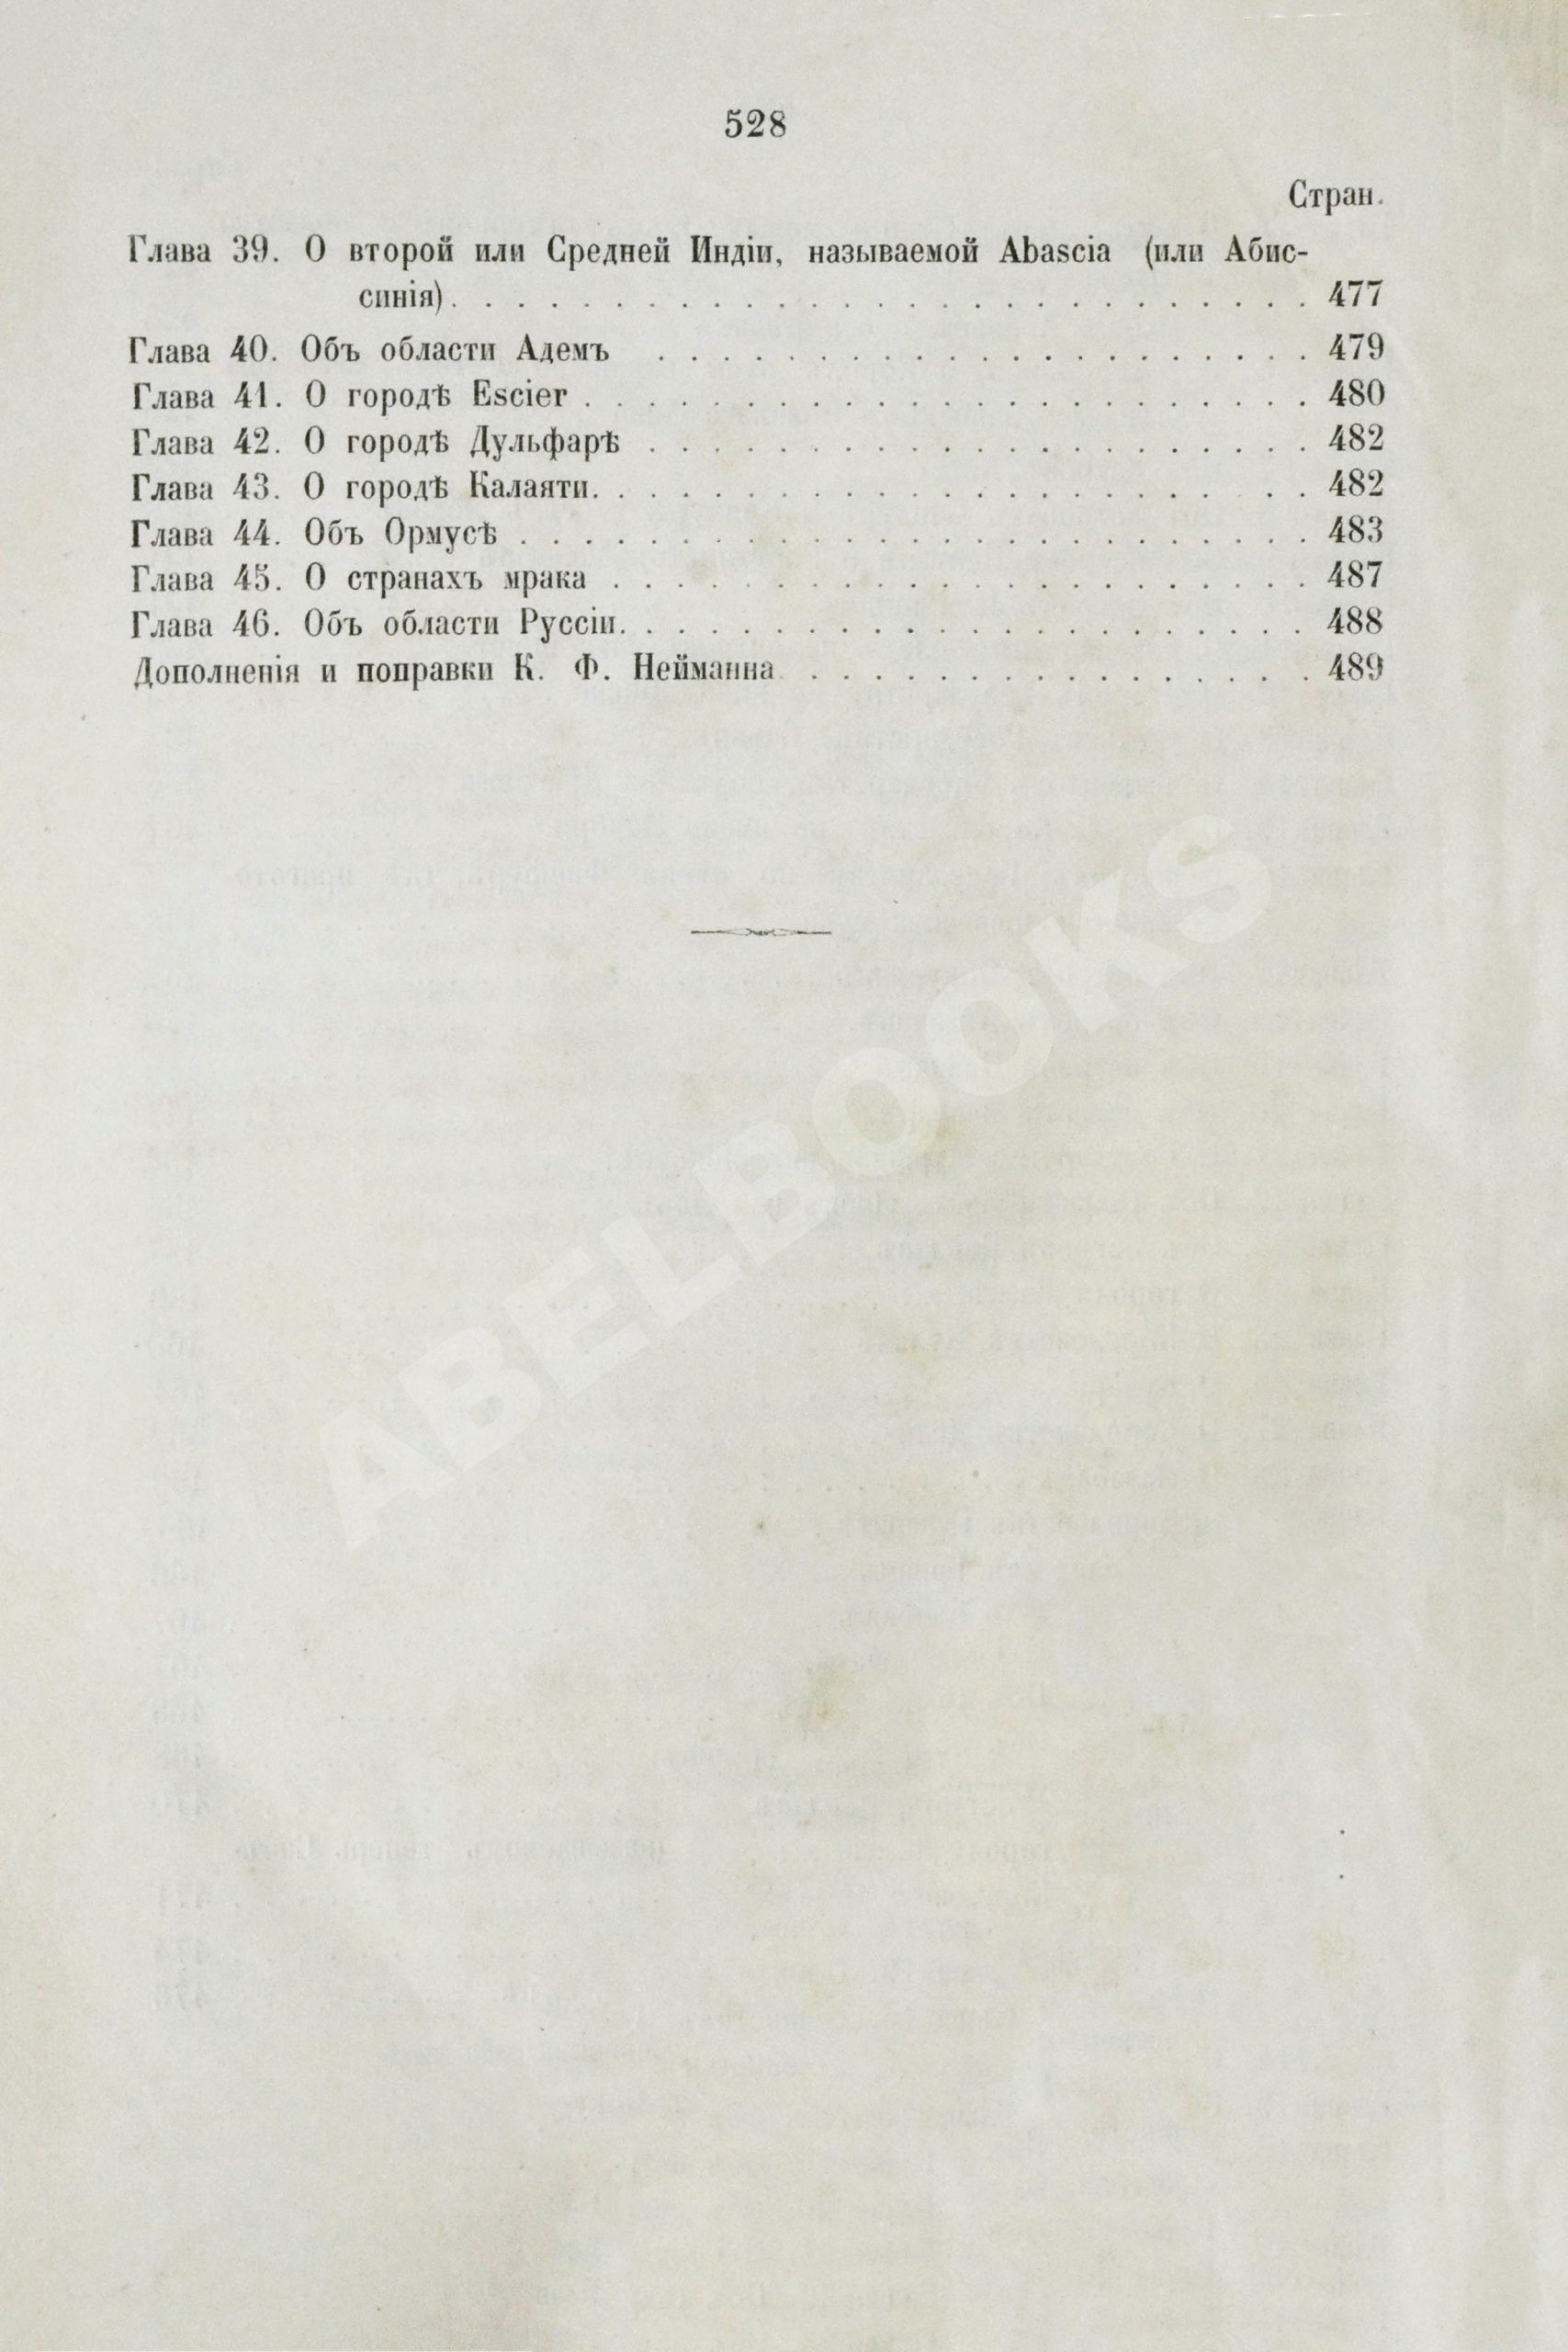 528
Стран.
Глава 39. О второй или Средней Индіи, называемой Abascia (или Абис-
синія). . . . . . . . . . . . . . . . . . . . . . . . . . . 477
Глава 40. Объ области Адемъ . . . . . . . . . . . . . . . . . . . . 479
Глава 41. О городѣ Escier . . . . . . . . . . . . . . . . . . . . . . . 480
Глава 42. О городѣ Дульфарѣ . . . . . . . . . . . . . . . . . . . . . 482
Глава 43. О городѣ Калаяти. . . . . . . . . . . . . . . . . . . . . . 482
Глава 44. Объ Ормусѣ . . . . . . . . . . . . . . . . . . . . . . . . . 483
Глава 45. О странахъ мрака . . . . . . . . . . . . . . . . . . . . . . 487
Глава 46. Объ области Руссіи. . . . . . . . . . . . . . . . . . . . . . 488
Дополненія и поправки К. Ф. Нейманна . . . . . . . . . . . . . . . . 489
ABELBOOKS